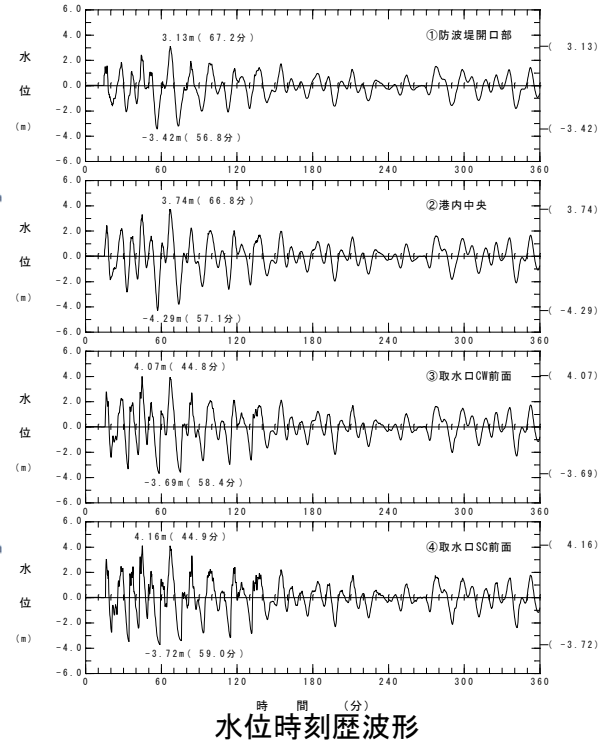 6.0
3.13m( 67.2分)
①防波堤開口部
4.0
( 3.13)
水
2.0
位
0.0
-2.0
(m)
-4.0
( -3.42)
-3.42m( 56.8分)
-6.0
0 60 120 180 240 300 360
6.0
3.74m( 66.8分)
②港内中央
4.0
( 3.74)
水
2.0
位
0.0
-2.0
(m)
-4.0
( -4.29)
-4.29m( 57.1分)
-6.0
0 60 120 180 240 300 360
6.0
4.07m( 44.8分)
③取水口CW前面
4.0
( 4.07)
水
2.0
位
0.0
-2.0
(m)
-4.0
( -3.69)
-3.69m( 58.4分)
-6.0
0 60 120 180 240 300 360
6.0
4.16m( 44.9分)
④取水口SC前面
4.0
( 4.16)
水
2.0
位
0.0
-2.0
(m)
-4.0
( -3.72)
-3.72m( 59.0分)
-6.0
0 60 120 180 240 300 360
時 間 (分)
水位時刻歴波形